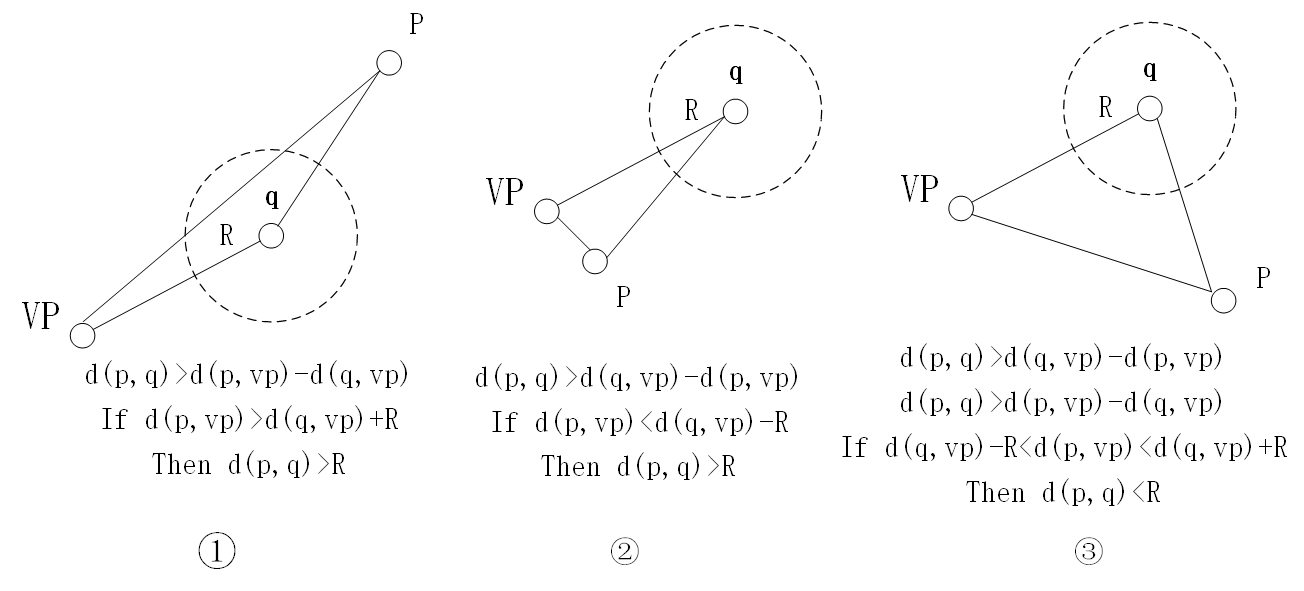 P
q
R
VP
d(p,q)>d(p,vp)-d(q,vp)
If d(p,vp)>d(q,vp)+R
Then d(p,q)>R
①
q
R
VP
P
d(p,q)>d(q,vp)-d(p,vp)
If d(p,vp)<d(q,vp)-R
Then d(p,q)>R
②
q
R
VP
P
d(p,q)>d(q,vp)-d(p,vp)
d(p,q)>d(p,vp)-d(q,vp)
If d(q,vp)-R<d(p,vp)<d(q,vp)+R
Then d(p,q)<R
③